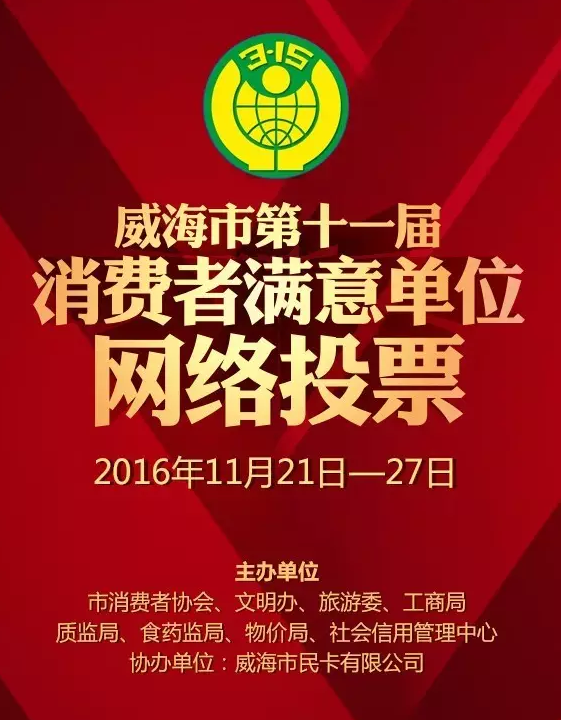 3·15
威海市第十一届
消费者满意单位
网络投票
2016年11月21日—27日
主办单位
市消费者协会、文明办、旅游委、工商局
质监局、食药监局、物价局、社会信用管理中心
协办单位：威海市民卡有限公司